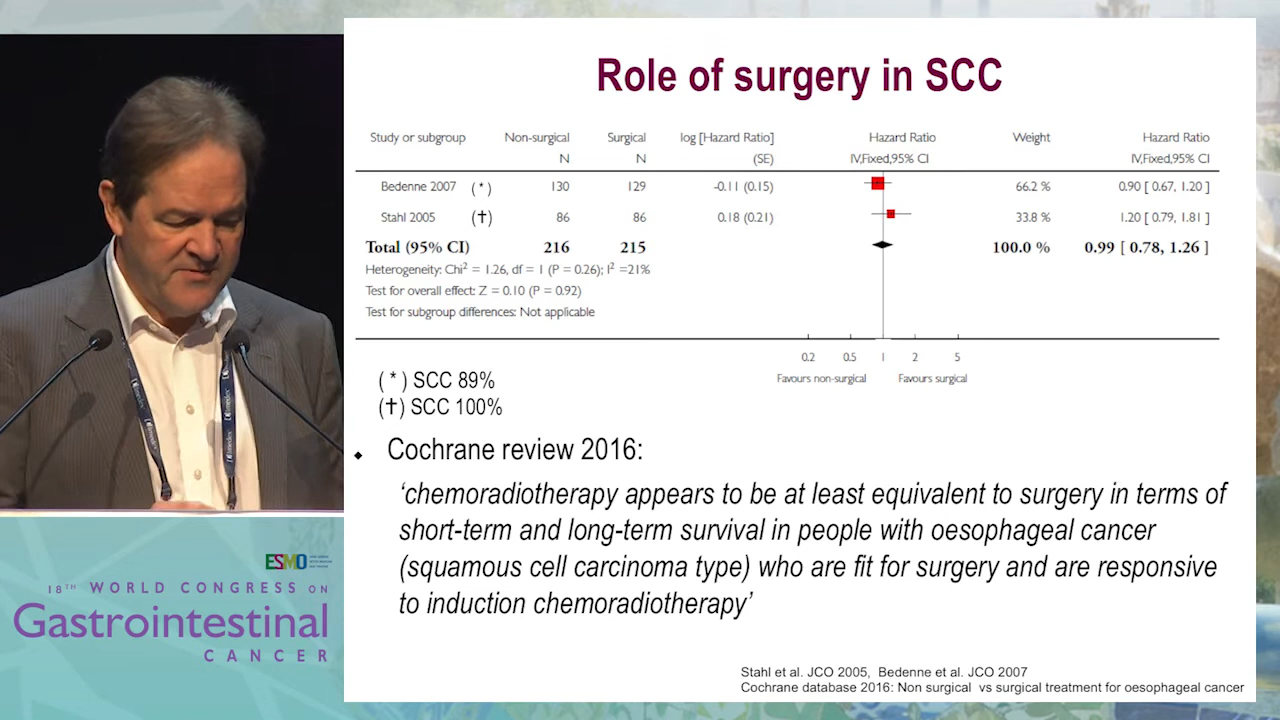 Role of surgery in SCC
Study or subgroup Non-surgical Surgical log [Hazard Ratio] Hazard Ratio Weight Hazard Ratio
N N (SE) IV,Fixed,95% CI IV,Fixed,95% CI
Bedenne 2007 (*) 130 129 -0.11 (0.15) 66.2 % 0.90 [ 0.67, 1.20 ]
Stahl 2005 (✝) 86 86 0.18 (0.21) 33.8 % 1.20 [ 0.79, 1.81 ]
Total (95% CI) 216 215 100.0 % 0.99 [ 0.78, 1.26 ]
Heterogeneity: Chi² = 1.26, df = 1 (P = 0.26); I² =21%
Test for overall effect: Z = 0.10 (P = 0.92)
Test for subgroup differences: Not applicable
0.2 0.5 1 2 5
Favours non-surgical Favours surgical
( * ) SCC 89%
(✝) SCC 100%
Cochrane review 2016:
‘chemoradiotherapy appears to be at least equivalent to surgery in terms of
short-term and long-term survival in people with oesophageal cancer
(squamous cell carcinoma type) who are fit for surgery and are responsive
to induction chemoradiotherapy’
Stahl et al. JCO 2005, Bedenne et al. JCO 2007
Cochrane database 2016: Non surgical vs surgical treatment for oesophageal cancer
ESMO
18TH WORLD CONGRESS ON
Gastrointestinal
CANCER